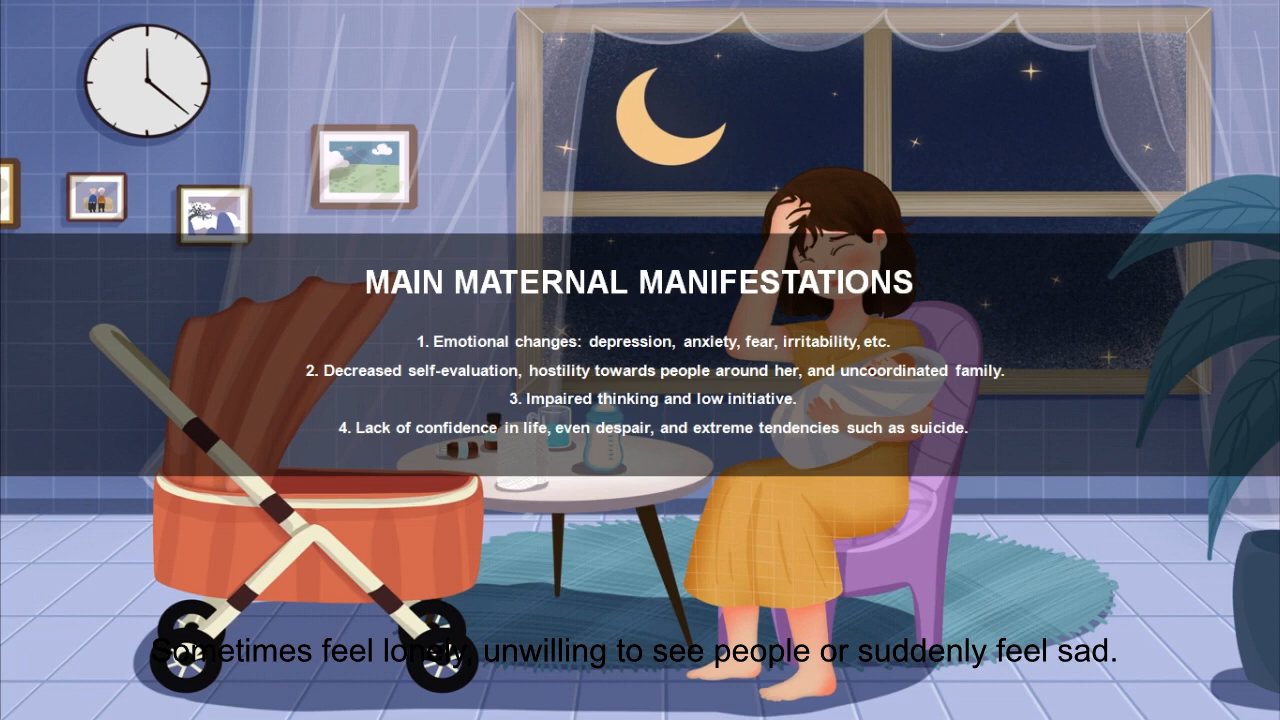 MAIN MATERNAL MANIFESTATIONS
1. Emotional changes: depression, anxiety, fear, irritability, etc.
2. Decreased self-evaluation, hostility towards people around her, and uncoordinated family.
3. Impaired thinking and low initiative.
4. Lack of confidence in life, even despair, and extreme tendencies such as suicide.
Sometimes feel lonely, unwilling to see people or suddenly feel sad.